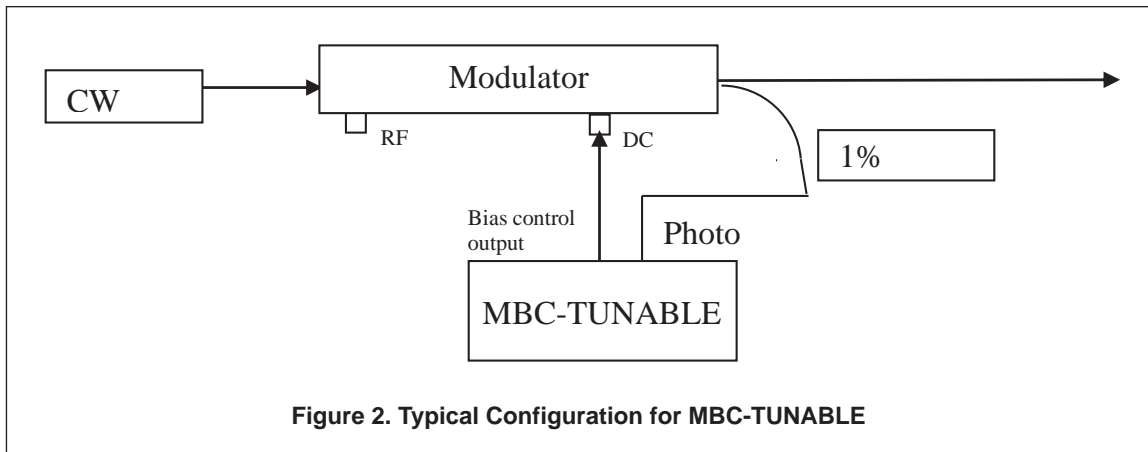 CW
Modulator
RF
DC
1%
Bias control
output
Photo
MBC-TUNABLE
Figure 2. Typical Configuration for MBC-TUNABLE